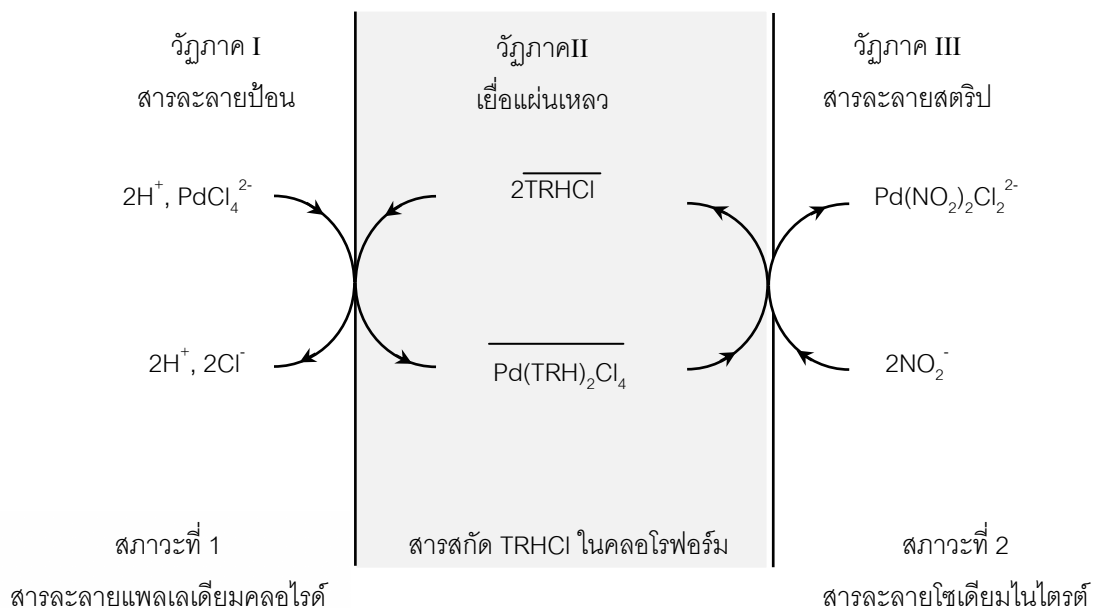 วัฏภาค I
สารละลายป้อน
วัฏภาคII
เยื่อแผ่นเหลว
วัฏภาค III
สารละลายสตริป
2H⁺, PdCl₄²⁻
2TRHCl
Pd(NO₂)₂Cl₂²⁻
2H⁺, 2Cl⁻
Pd(TRH)₂Cl₄
2NO₂⁻
สภาวะที่ 1
สารละลายแพลเลเดียมคลอไรด์
สารสกัด TRHCl ในคลอโรฟอร์ม
สภาวะที่ 2
สารละลายโซเดียมไนไตรต์